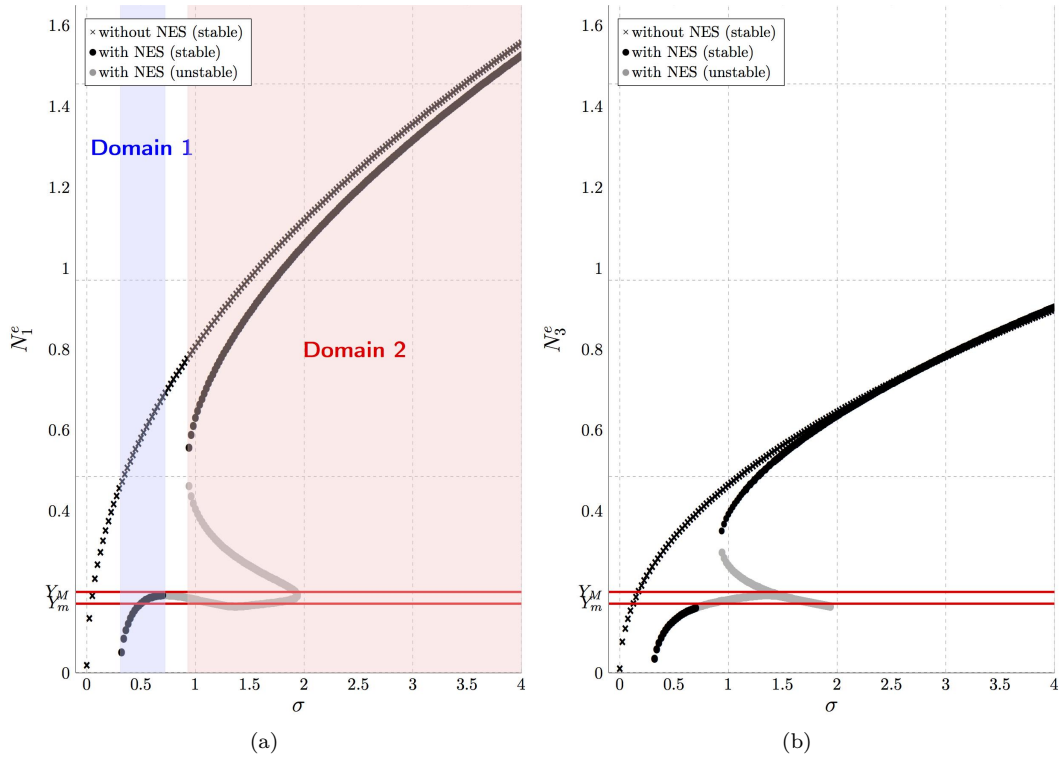 1.6
1.4
1.2
1
0.8
0.6
0.4
Y_M
Y_m
0
N_1^e
× without NES (stable)
● with NES (stable)
● with NES (unstable)
Domain 1
Domain 2
0 0.5 1 1.5 2 2.5 3 3.5 4
σ
(a)
1.6
1.4
1.2
1
0.8
0.6
0.4
Y_M
Y_m
0
N_3^e
× without NES (stable)
● with NES (stable)
● with NES (unstable)
0 0.5 1 1.5 2 2.5 3 3.5 4
σ
(b)